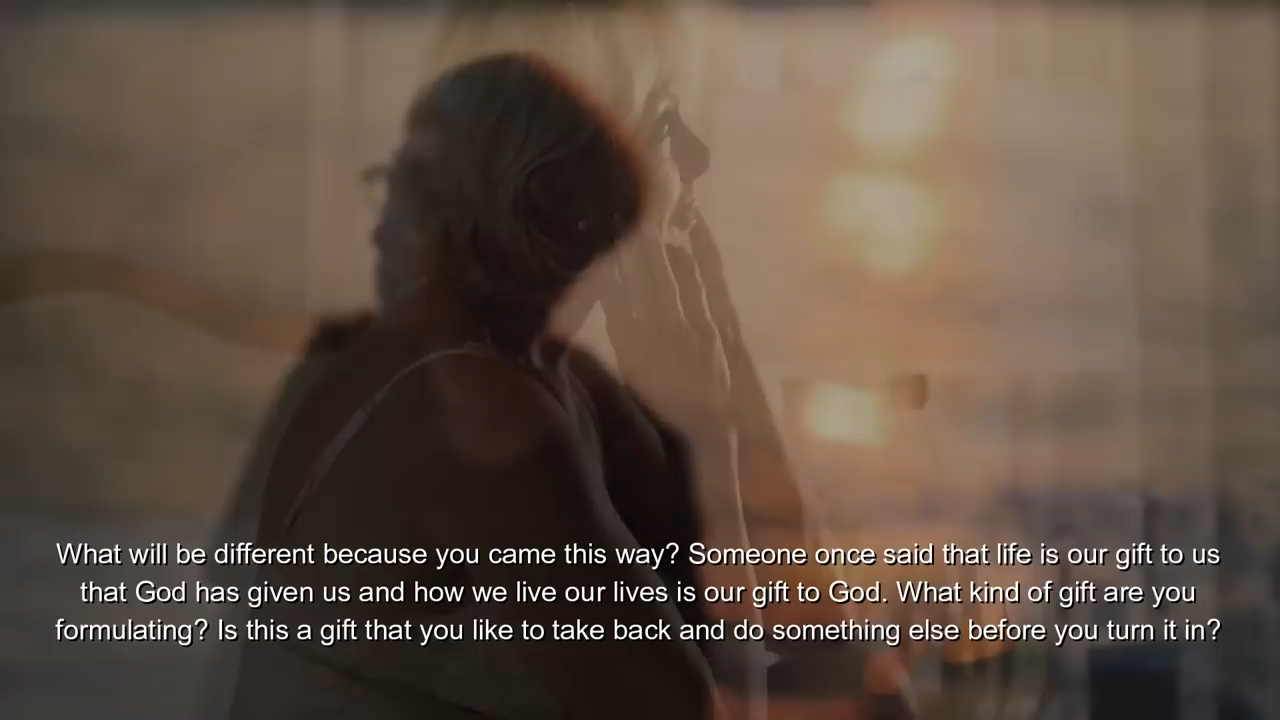 What will be different because you came this way? Someone once said that life is our gift to us
that God has given us and how we live our lives is our gift to God. What kind of gift are you
formulating? Is this a gift that you like to take back and do something else before you turn it in?